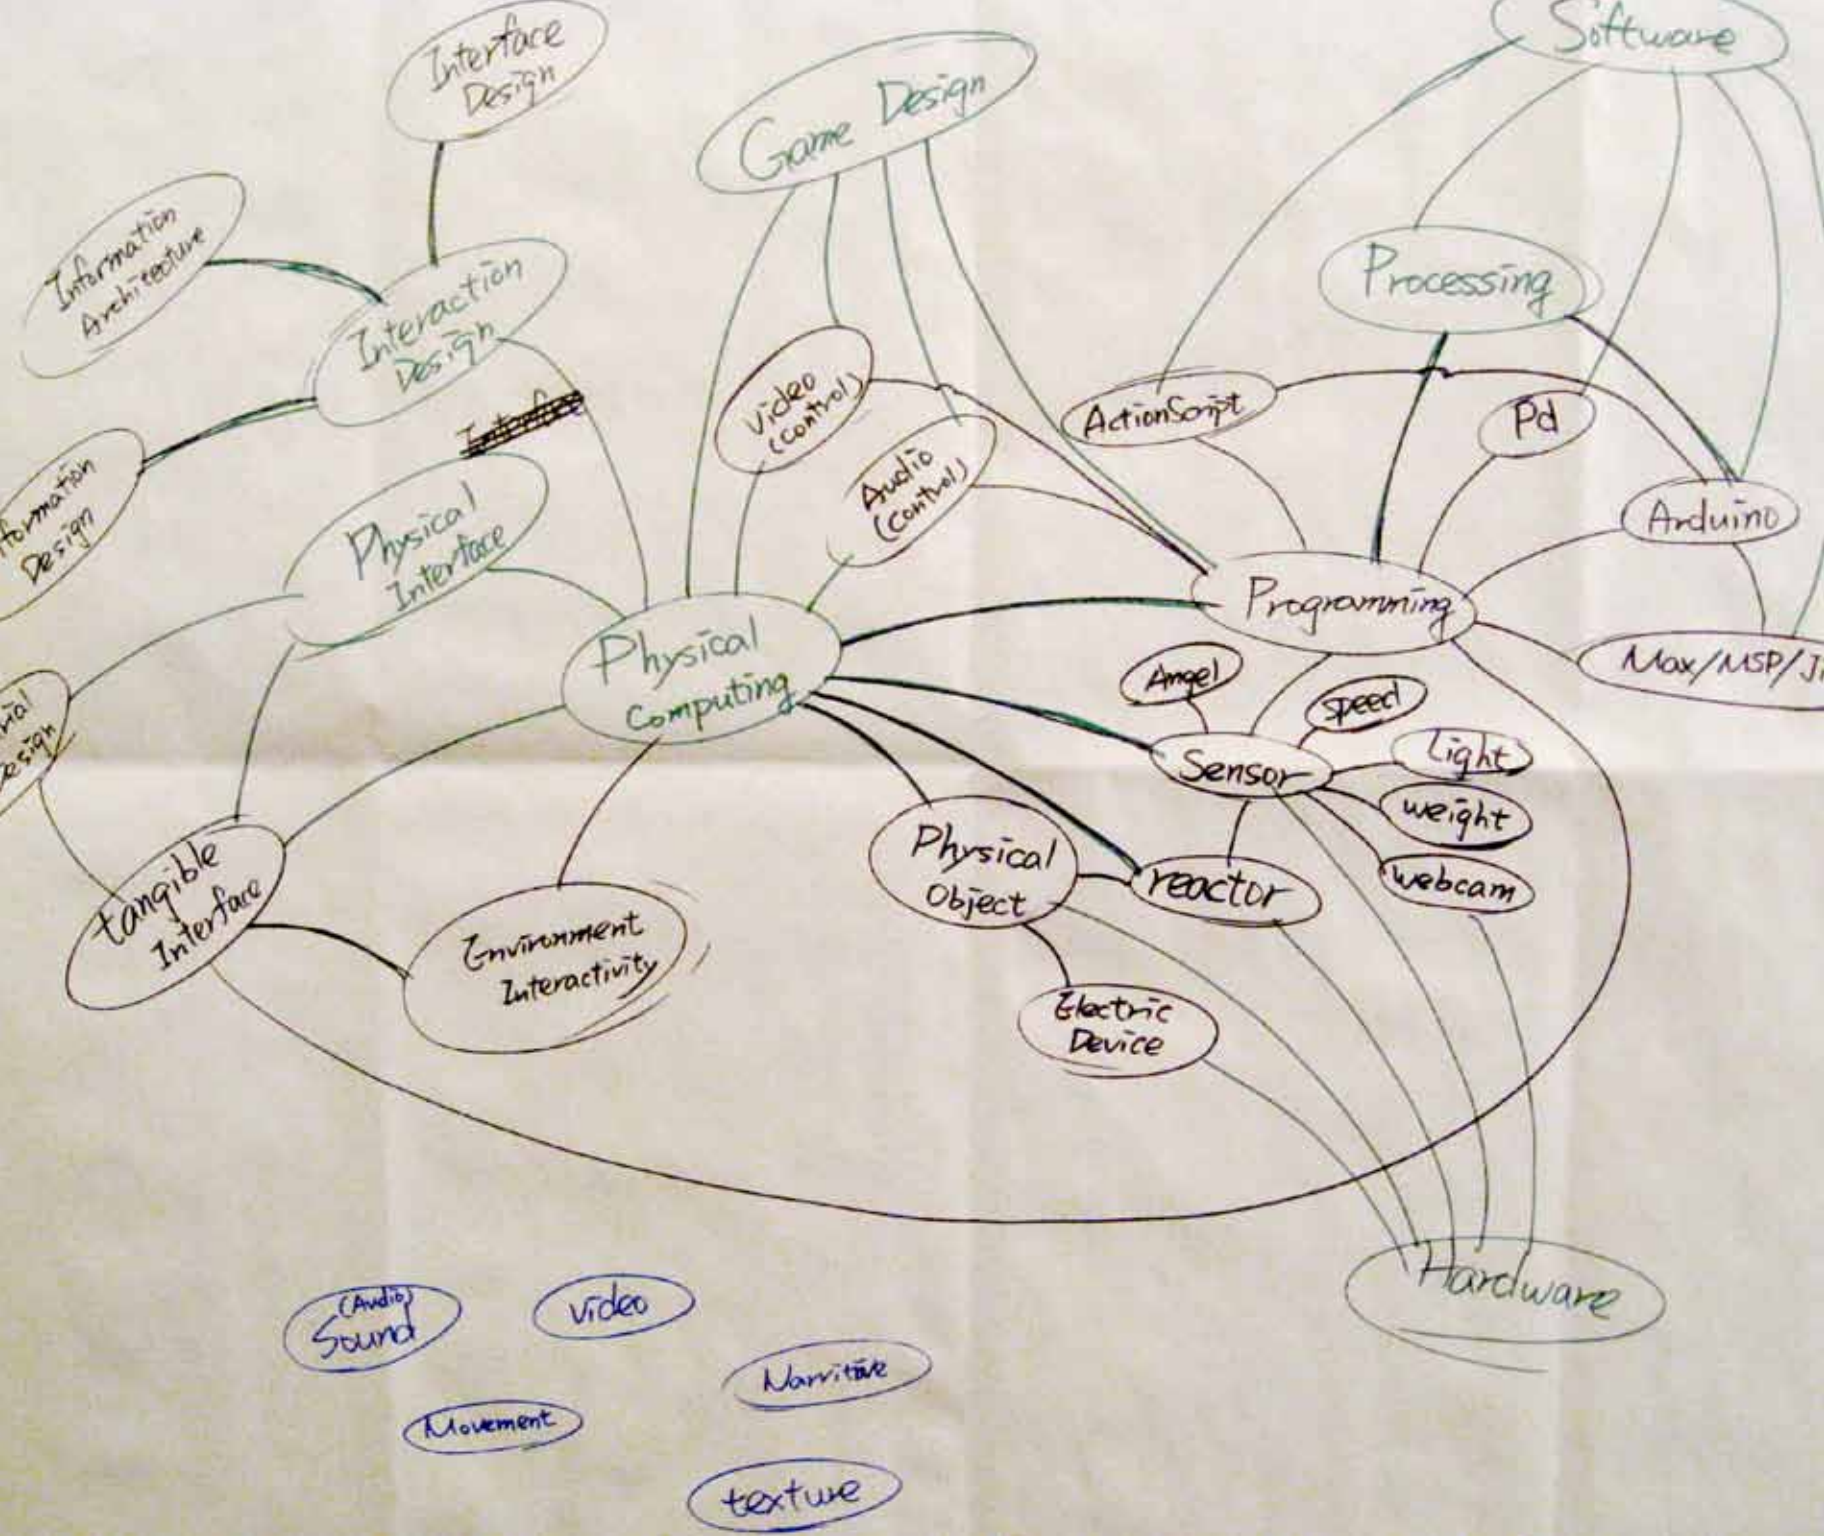 Interface
Design
Software
Game Design
Information
Architecture
Interaction
Design
Processing
Video
(control)
ActionScript
Pd
Audio
(control)
Information
Design
Physical
Interface
Arduino
Programming
Physical
Computing
Max/MSP/Ji
Angel
speed
Sensor
Light
weight
webcam
Physical
Object
reactor
tangible
Interface
Environment
Interactivity
Electric
Device
Hardware
(Audio)
Sound
video
Narritive
Movement
texture